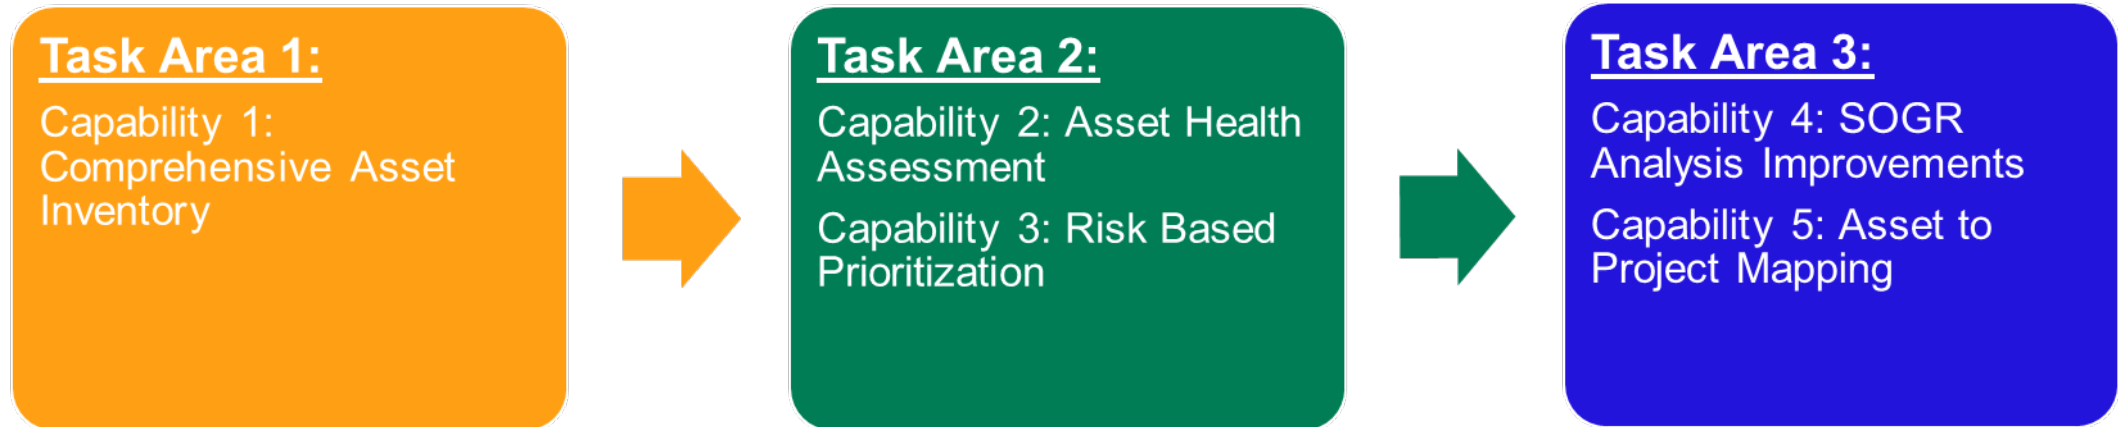 Task Area 1:
Capability 1:
Comprehensive Asset
Inventory
Task Area 2:
Capability 2: Asset Health
Assessment
Capability 3: Risk Based
Prioritization
Task Area 3:
Capability 4: SOGR
Analysis Improvements
Capability 5: Asset to
Project Mapping